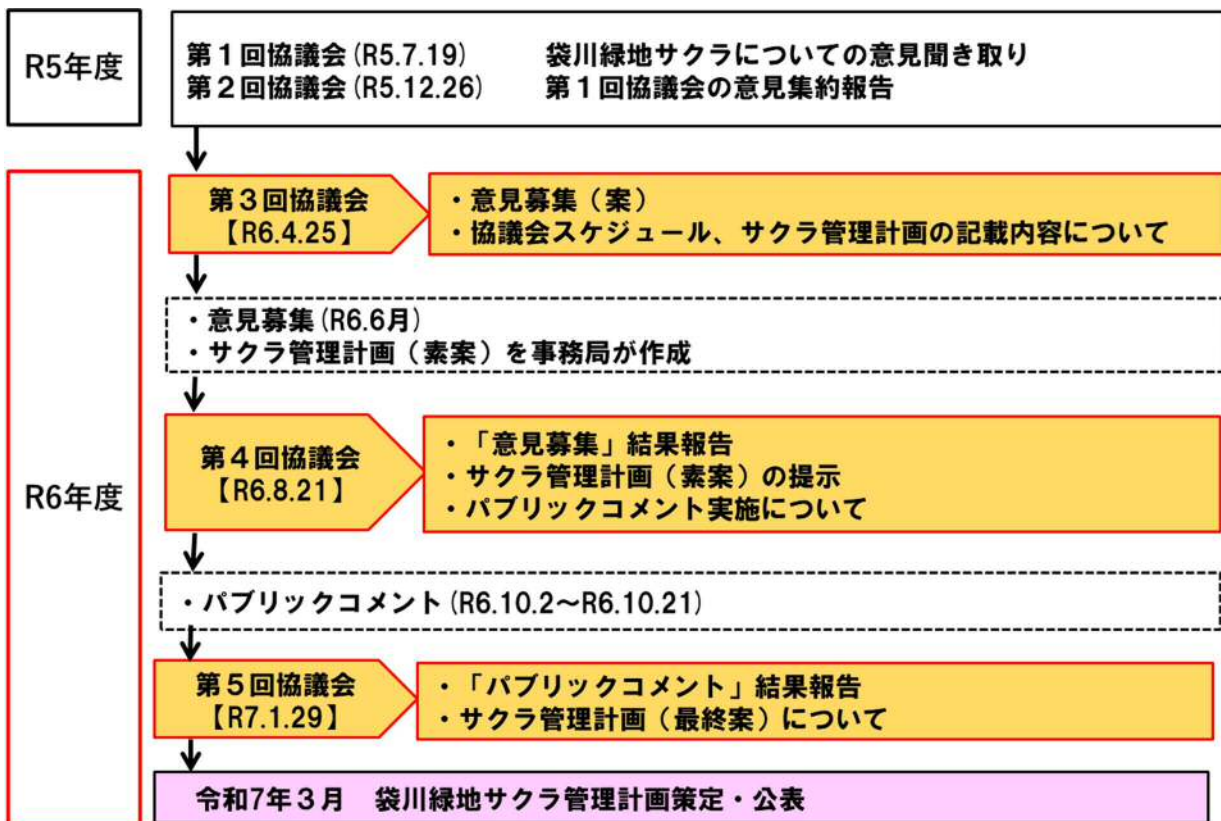 R5年度
第１回協議会(R5.7.19) 袋川緑地サクラについての意見聞き取り
第２回協議会(R5.12.26) 第１回協議会の意見集約報告
R6年度
第３回協議会
【R6.4.25】
・意見募集（案）
・協議会スケジュール、サクラ管理計画の記載内容について
・意見募集(R6.6月)
・サクラ管理計画（素案）を事務局が作成
第４回協議会
【R6.8.21】
・「意見募集」結果報告
・サクラ管理計画（素案）の提示
・パブリックコメント実施について
・パブリックコメント(R6.10.2～R6.10.21)
第５回協議会
【R7.1.29】
・「パブリックコメント」結果報告
・サクラ管理計画（最終案）について
令和7年３月 袋川緑地サクラ管理計画策定・公表